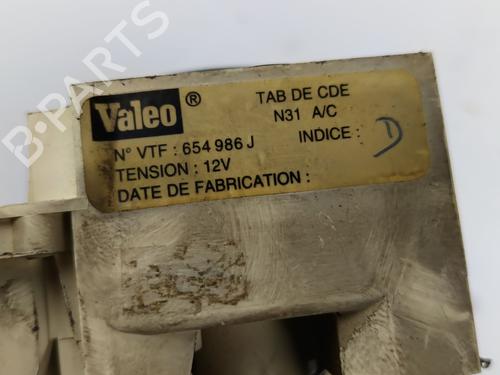 B-PARTS
Valeo ®
TAB DE CDE
N31 A/C
N° VTF : 654 986 J
INDICE : D
TENSION : 12V
DATE DE FABRICATION :